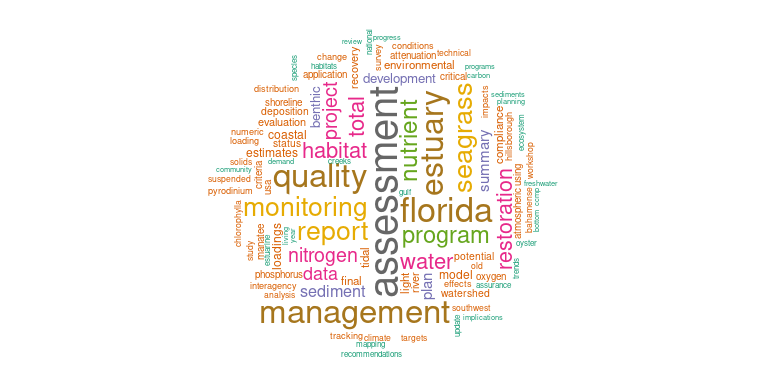 review
progress
national
survey
conditions
attenuation
technical
species
change
habitats
application
recovery
environmental
programs
carbon
development
critical
distribution
shoreline
deposition
evaluation
benthic
project
total
assessment
nutrient
estuary
seagrass
impacts
sediments
planning
numeric
loading
coastal
status
estimates
habitat
summary
compliance
hillsborough
ecosystem
workshop
solids
community
suspended
pyrodinium
criteria
usa
demand
creeks
quality
gulf
florida
restoration
atmospheric
using
freshwater
bahamense
bottom
ccmp
chlorophylla
monitoring
report
program
study
manatee
estuarine
loadings
living
year
nitrogen
tidal
water
potential
oyster
trends
phosphorus
data
final
light
river
plan
model
old
oxygen
effects
assurance
interagency
analysis
sediment
watershed
management
southwest
update
implications
tracking
climate
targets
mapping
recommendations